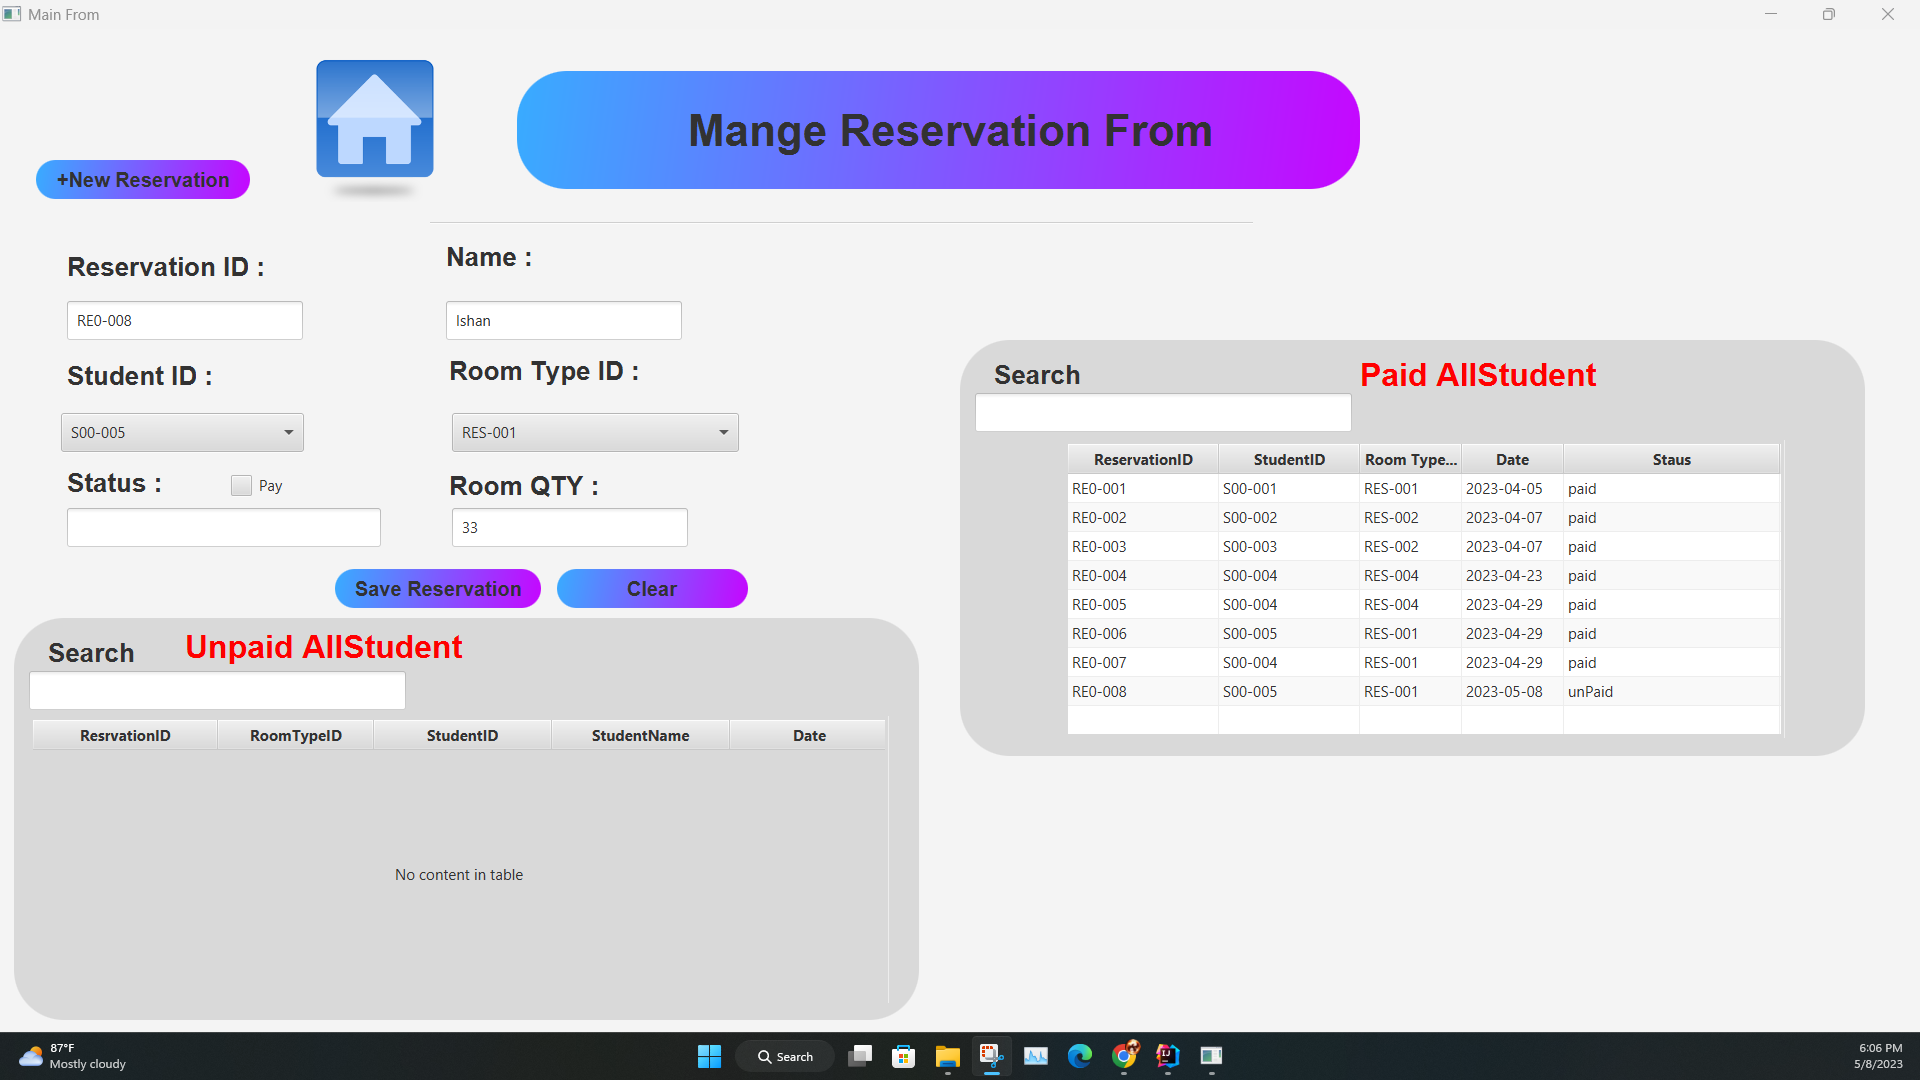 Main From
Mange Reservation From
+New Reservation
Reservation ID :
Name :
RE0-008
Ishan
Student ID :
Room Type ID :
S00-005
RES-001
Status :
Pay
Room QTY :
33
Save Reservation
Clear
Search
Unpaid AllStudent
ResrvationID RoomTypeID StudentID StudentName Date
No content in table
Search
Paid AllStudent
ReservationID StudentID Room Type... Date Staus
RE0-001 S00-001 RES-001 2023-04-05 paid
RE0-002 S00-002 RES-002 2023-04-07 paid
RE0-003 S00-003 RES-002 2023-04-07 paid
RE0-004 S00-004 RES-004 2023-04-23 paid
RE0-005 S00-004 RES-004 2023-04-29 paid
RE0-006 S00-005 RES-001 2023-04-29 paid
RE0-007 S00-004 RES-001 2023-04-29 paid
RE0-008 S00-005 RES-001 2023-05-08 unPaid
87°F
Mostly cloudy
Search
6:06 PM
5/8/2023